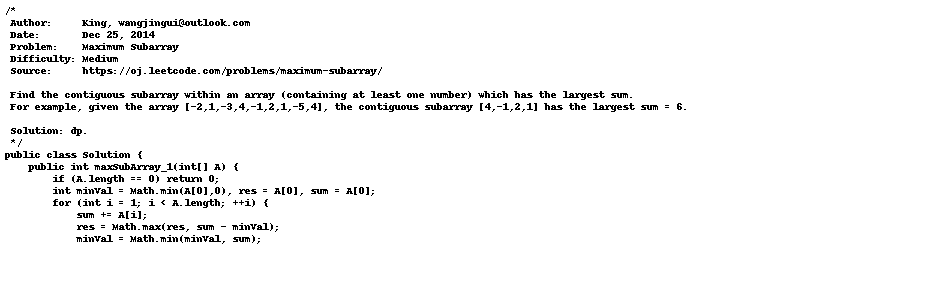 /*
 Author:     King, wangjingui@outlook.com
 Date:       Dec 25, 2014
 Problem:    Maximum Subarray
 Difficulty: Medium
 Source:     https://oj.leetcode.com/problems/maximum-subarray/

 Find the contiguous subarray within an array (containing at least one number) which has the largest sum.
 For example, given the array [-2,1,-3,4,-1,2,1,-5,4], the contiguous subarray [4,-1,2,1] has the largest sum = 6.

 Solution: dp.
 */
public class Solution {
    public int maxSubArray_1(int[] A) {
        if (A.length == 0) return 0;
        int minVal = Math.min(A[0],0), res = A[0], sum = A[0];
        for (int i = 1; i < A.length; ++i) {
            sum += A[i];
            res = Math.max(res, sum - minVal);
            minVal = Math.min(minVal, sum);